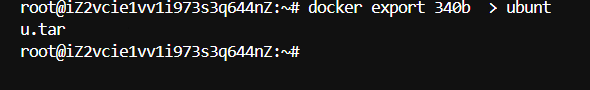 root@iZ2vcie1vv1i973s3q644nZ:~# docker export 340b  > ubunt
u.tar
root@iZ2vcie1vv1i973s3q644nZ:~#